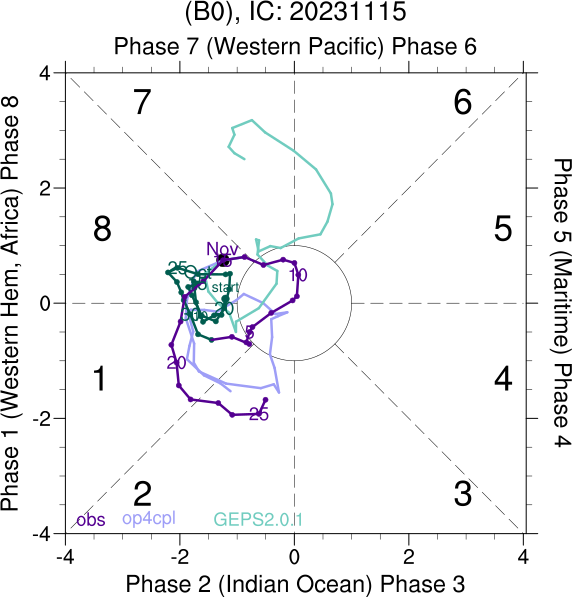 (B0), IC: 20231115
Phase 7 (Western Pacific) Phase 6
4
2
0
-2
-4
-4 -2 0 2 4
Phase 1 (Western Hem, Africa) Phase 8
Phase 5 (Maritime) Phase 4
Phase 2 (Indian Ocean) Phase 3
7 6
8 5
1 4
2 3
Nov
25
start
10
20
5
20
25
obs op4cpl GEPS2.0.1